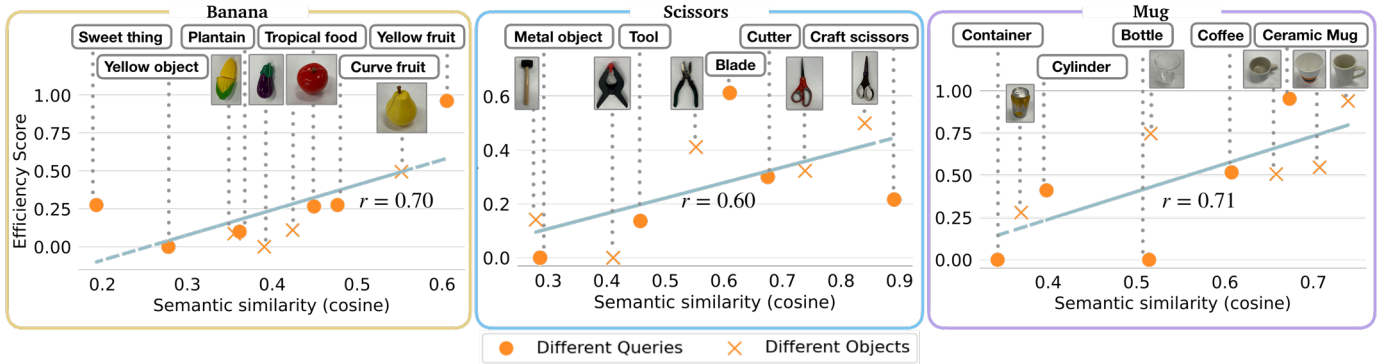 Banana
Sweet thing
Plantain
Tropical food
Yellow fruit
Yellow object
Curve fruit
Efficiency Score
1.00
0.75
0.50
0.25
0.00
r = 0.70
0.2 0.3 0.4 0.5 0.6
Semantic similarity (cosine)
Scissors
Metal object
Tool
Cutter
Craft scissors
Blade
0.6
0.4
0.2
0.0
r = 0.60
0.3 0.4 0.5 0.6 0.7 0.8 0.9
Semantic similarity (cosine)
Mug
Container
Bottle
Coffee
Ceramic Mug
Cylinder
1.00
0.75
0.50
0.25
0.00
r = 0.71
0.4 0.5 0.6 0.7
Semantic similarity (cosine)
Different Queries
Different Objects